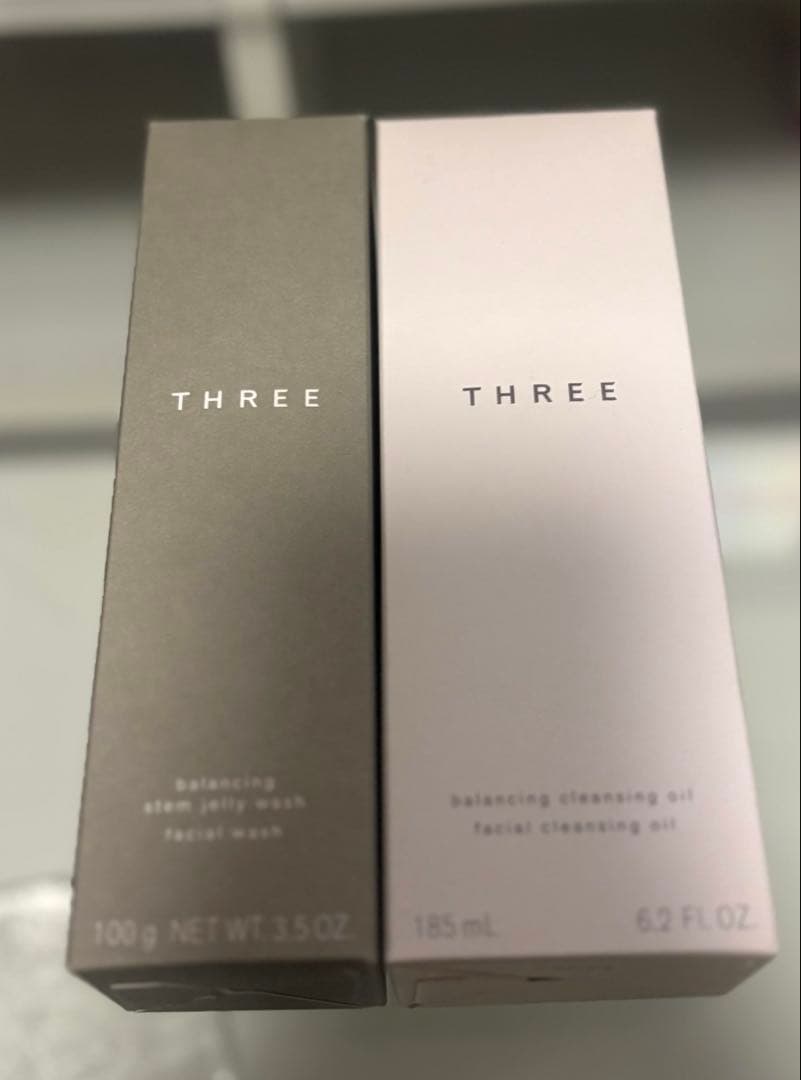 THREE
balancing
stem jelly wash
facial wash
100g NET WT. 3.5 OZ.
THREE
balancing cleansing oil
facial cleansing oil
185 mL 6.2 FL. OZ.